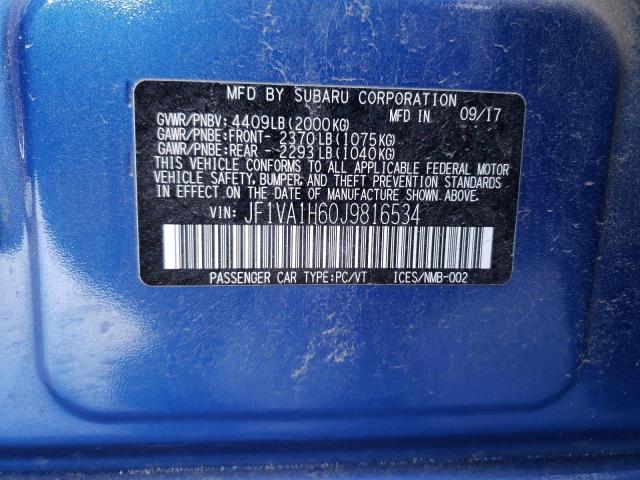 MFD BY SUBARU CORPORATION
GVWR/PNBV: 4409LB(2000KG) MFD IN 09/17
GAWR/PNBE:FRONT- 2370LB(1075KG)
GAWR/PNBE:REAR - 2293LB(1040KG)
THIS VEHICLE CONFORMS TO ALL APPLICABLE FEDERAL MOTOR
VEHICLE SAFETY, BUMPER, AND THEFT PREVENTION STANDARDS
IN EFFECT ON THE DATE OF MANUFACTURE SHOWN ABOVE.
VIN: JF1VA1H60J9816534
PASSENGER CAR TYPE:PC/VT ICES/NMB-002